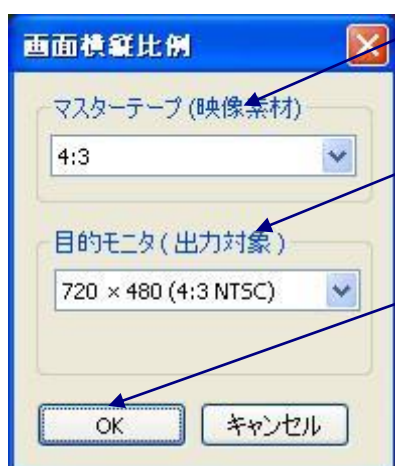 画面横縦比例
マスターテープ(映像素材)
4:3
目的モニタ(出力対象)
720 × 480 (4:3 NTSC)
OK
キャンセル